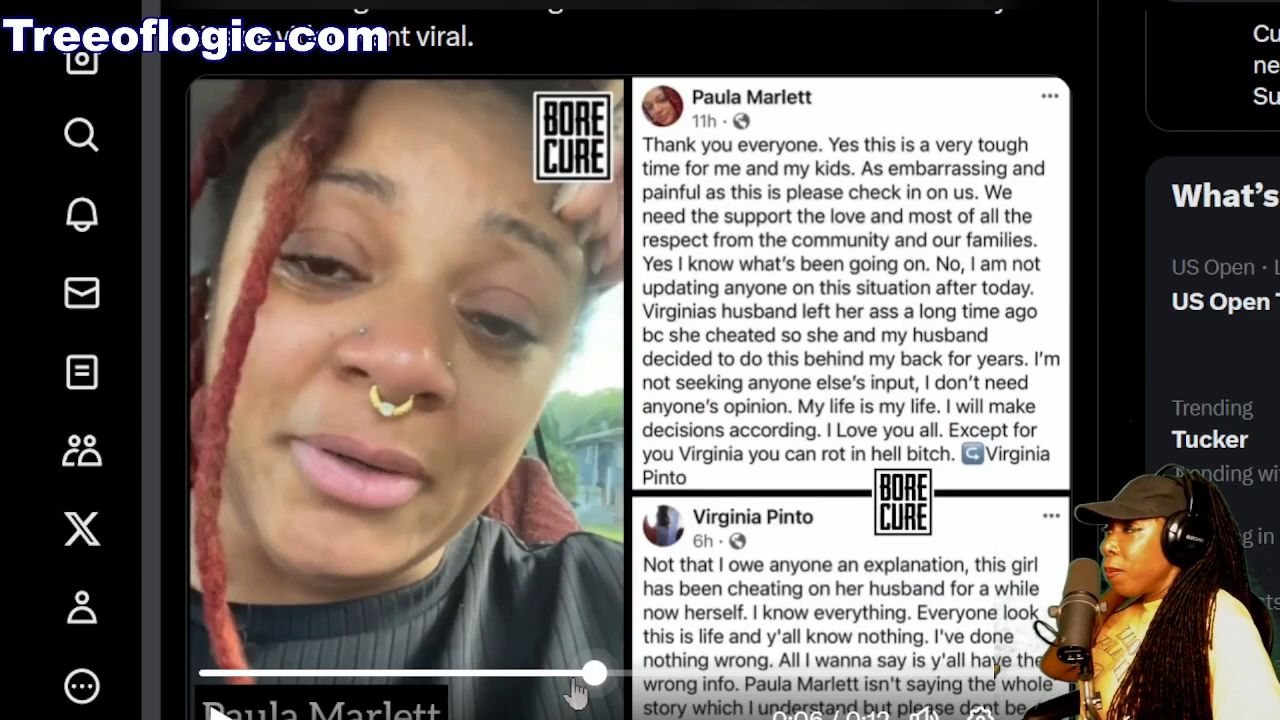 Treeoflogic.com
nt viral.
BORE
CURE
Paula Marlett
11h
Thank you everyone. Yes this is a very tough
time for me and my kids. As embarrassing and
painful as this is please check in on us. We
need the support the love and most of all the
respect from the community and our families.
Yes I know what's been going on. No, I am not
updating anyone on this situation after today.
Virginias husband left her ass a long time ago
bc she cheated so she and my husband
decided to do this behind my back for years. I'm
not seeking anyone else's input, I don't need
anyone's opinion. My life is my life. I will make
decisions according. I Love you all. Except for
you Virginia you can rot in hell bitch. Virginia
Pinto
BORE
CURE
Virginia Pinto
6h
Not that I owe anyone an explanation, this girl
has been cheating on her husband for a while
now herself. I know everything. Everyone look
this is life and y'all know nothing. I've done
nothing wrong. All I wanna say is y'all have the
wrong info. Paula Marlett isn't saying the whole
story which I understand but please dont be
Paula Marlett
0:06 / 0:12
Cu
ne
Su
What's
US Open · L
US Open T
Trending
Tucker
Trending wi
g in